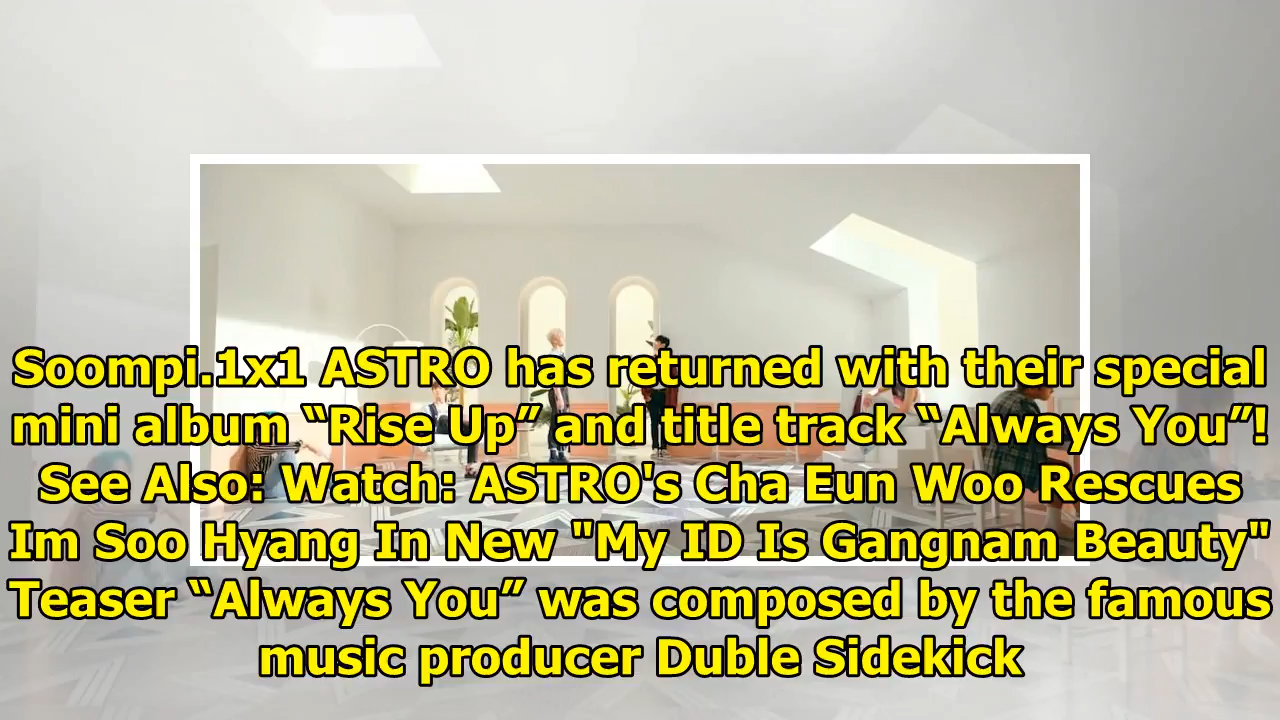 Soompi.1x1 ASTRO has returned with their special
mini album “Rise Up” and title track “Always You”!
See Also: Watch: ASTRO's Cha Eun Woo Rescues
Im Soo Hyang In New "My ID Is Gangnam Beauty"
Teaser “Always You” was composed by the famous
music producer Duble Sidekick